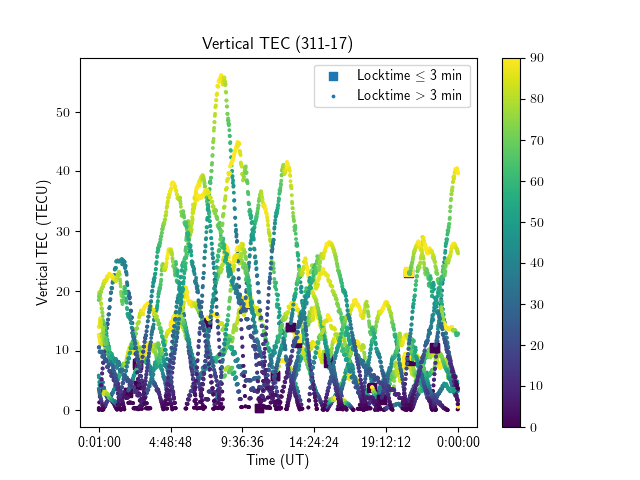 Vertical TEC (311-17)
Locktime ≤ 3 min
Locktime > 3 min
Vertical TEC (TECU)
50
40
30
20
10
0
0:01:00 4:48:48 9:36:36 14:24:24 19:12:12 0:00:00
Time (UT)
90
80
70
60
50
40
30
20
10
0